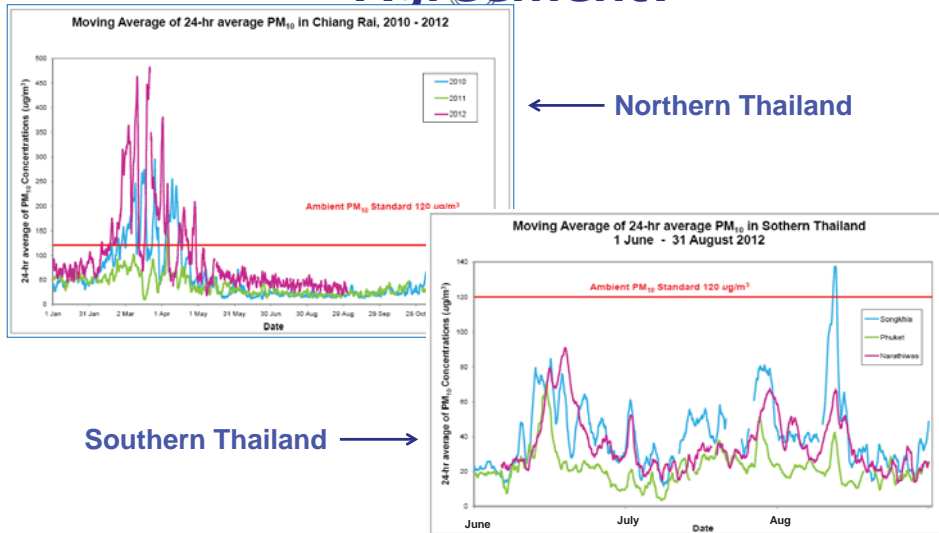 Agreement:
Moving Average of 24-hr average PM10 in Chiang Rai, 2010 - 2012
24-hr average of PM10 Concentrations (ug/m3)
500
450
400
350
300
250
200
150
100
50
0
2010
2011
2012
Ambient PM10 Standard 120 ug/m3
1 Jan 31 Jan 2 Mar 1 Apr 1 May 31 May 30 Jun 30 Aug 29 Aug 28 Sep 28 Oct
Date
Northern Thailand
Moving Average of 24-hr average PM10 in Sothern Thailand
1 June - 31 August 2012
24-hr average of PM10 Concentrations (ug/m3)
140
120
100
80
60
40
20
0
Ambient PM10 Standard 120 ug/m3
Songkhla
Phuket
Narathiwas
June July Aug
Date
Southern Thailand